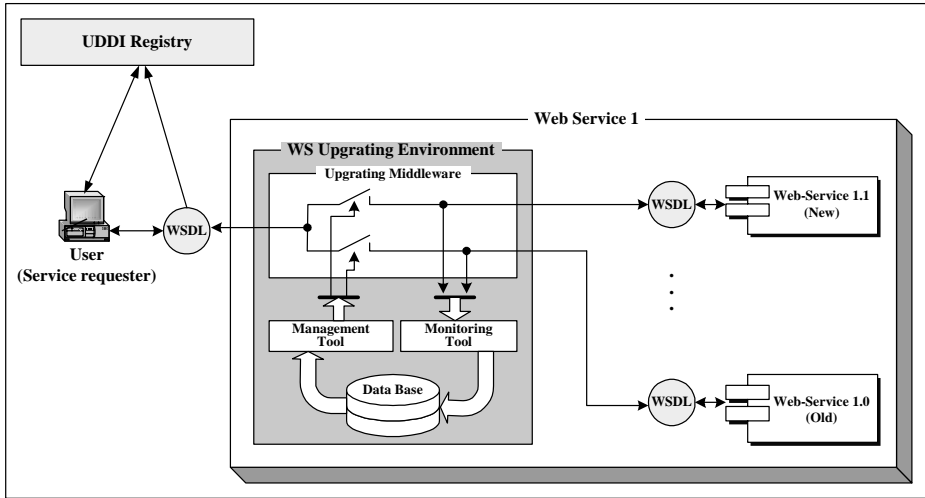 UDDI Registry
Web Service 1
WS Upgrating Environment
Upgrating Middleware
WSDL
User
(Service requester)
WSDL
Web-Service 1.1
(New)
Management
Tool
Monitoring
Tool
Data Base
WSDL
Web-Service 1.0
(Old)